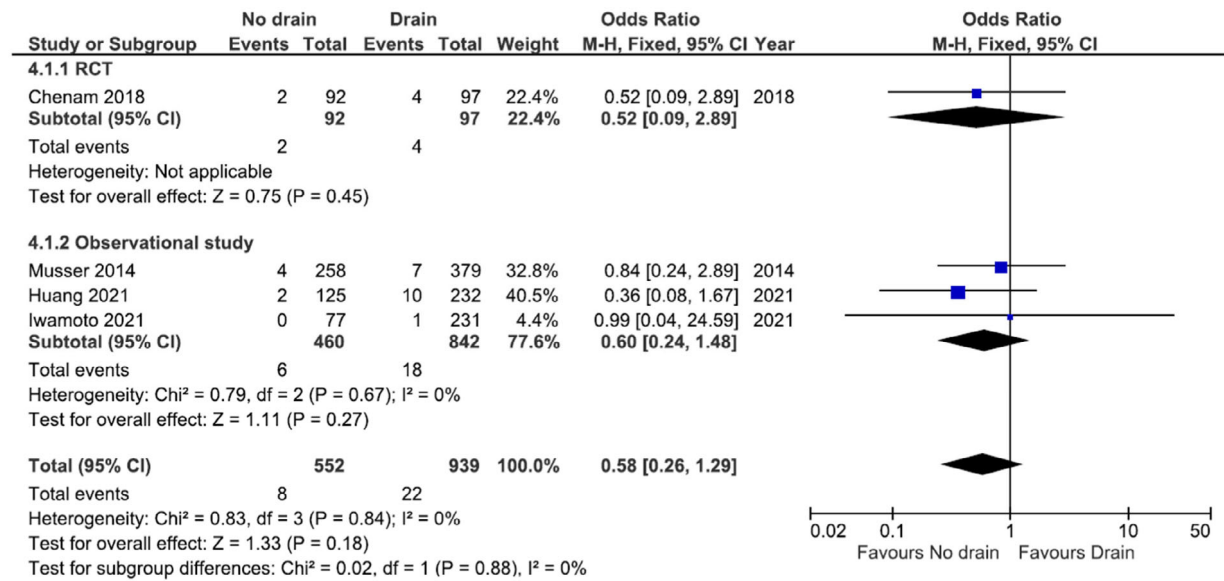 No drain Drain Odds Ratio Odds Ratio
Study or Subgroup Events Total Events Total Weight M-H, Fixed, 95% CI Year M-H, Fixed, 95% CI
4.1.1 RCT
Chenam 2018 2 92 4 97 22.4% 0.52 [0.09, 2.89] 2018
Subtotal (95% CI) 92 97 22.4% 0.52 [0.09, 2.89]
Total events 2 4
Heterogeneity: Not applicable
Test for overall effect: Z = 0.75 (P = 0.45)
4.1.2 Observational study
Musser 2014 4 258 7 379 32.8% 0.84 [0.24, 2.89] 2014
Huang 2021 2 125 10 232 40.5% 0.36 [0.08, 1.67] 2021
Iwamoto 2021 0 77 1 231 4.4% 0.99 [0.04, 24.59] 2021
Subtotal (95% CI) 460 842 77.6% 0.60 [0.24, 1.48]
Total events 6 18
Heterogeneity: Chi² = 0.79, df = 2 (P = 0.67); I² = 0%
Test for overall effect: Z = 1.11 (P = 0.27)
Total (95% CI) 552 939 100.0% 0.58 [0.26, 1.29]
Total events 8 22
Heterogeneity: Chi² = 0.83, df = 3 (P = 0.84); I² = 0%
Test for overall effect: Z = 1.33 (P = 0.18)
Test for subgroup differences: Chi² = 0.02, df = 1 (P = 0.88), I² = 0%
0.02 0.1 1 10 50
Favours No drain Favours Drain